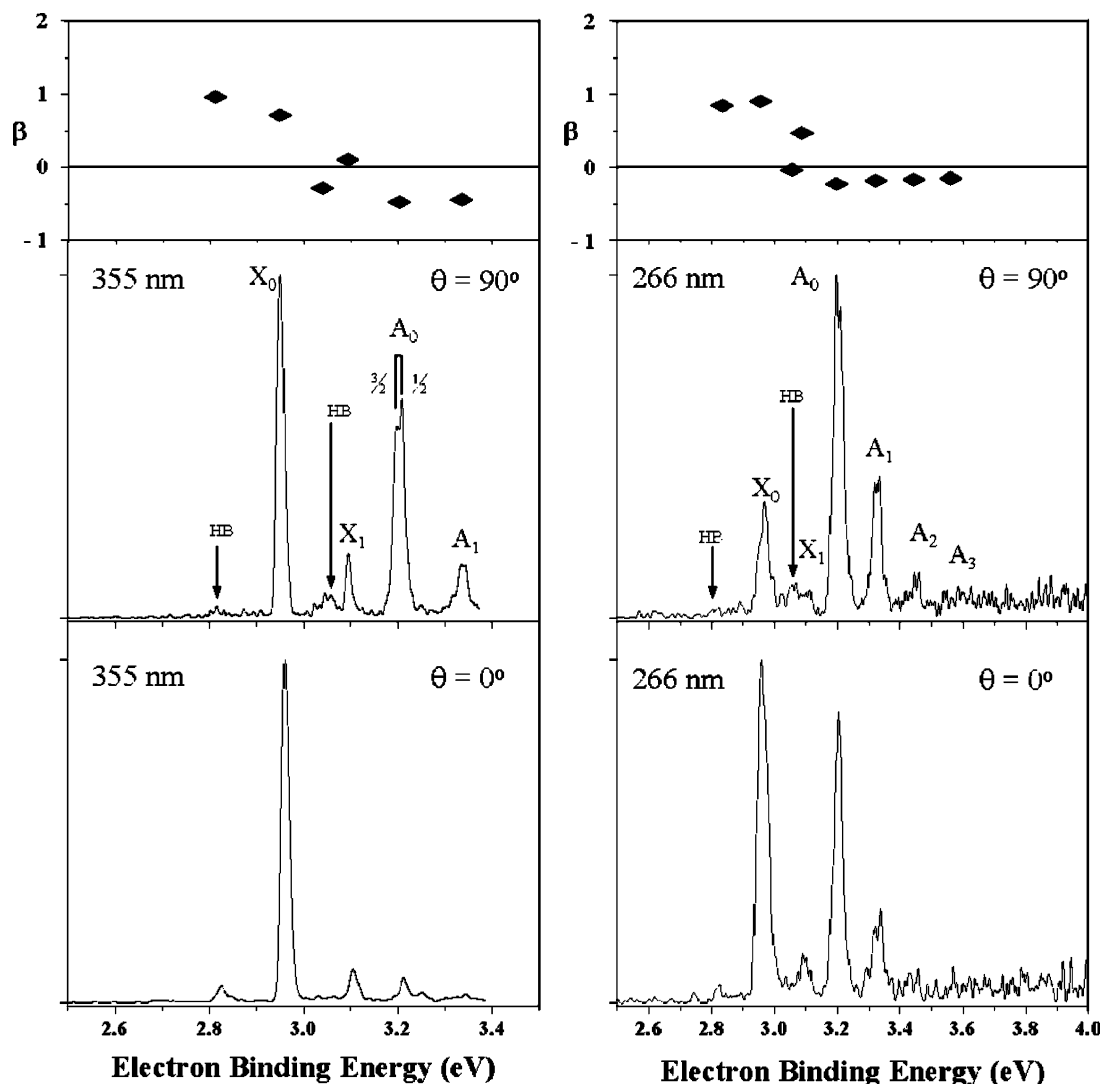 2
1
β
0
- 1
355 nm
X₀
θ = 90º
A₀
3/2
1/2
HB
HB
X₁
A₁
355 nm
θ = 0º
2.6 2.8 3.0 3.2 3.4
Electron Binding Energy (eV)
2
1
β
0
- 1
266 nm
A₀
θ = 90º
HB
A₁
X₀
HB
X₁
A₂
A₃
266 nm
θ = 0º
2.6 2.8 3.0 3.2 3.4 3.6 3.8 4.0
Electron Binding Energy (eV)